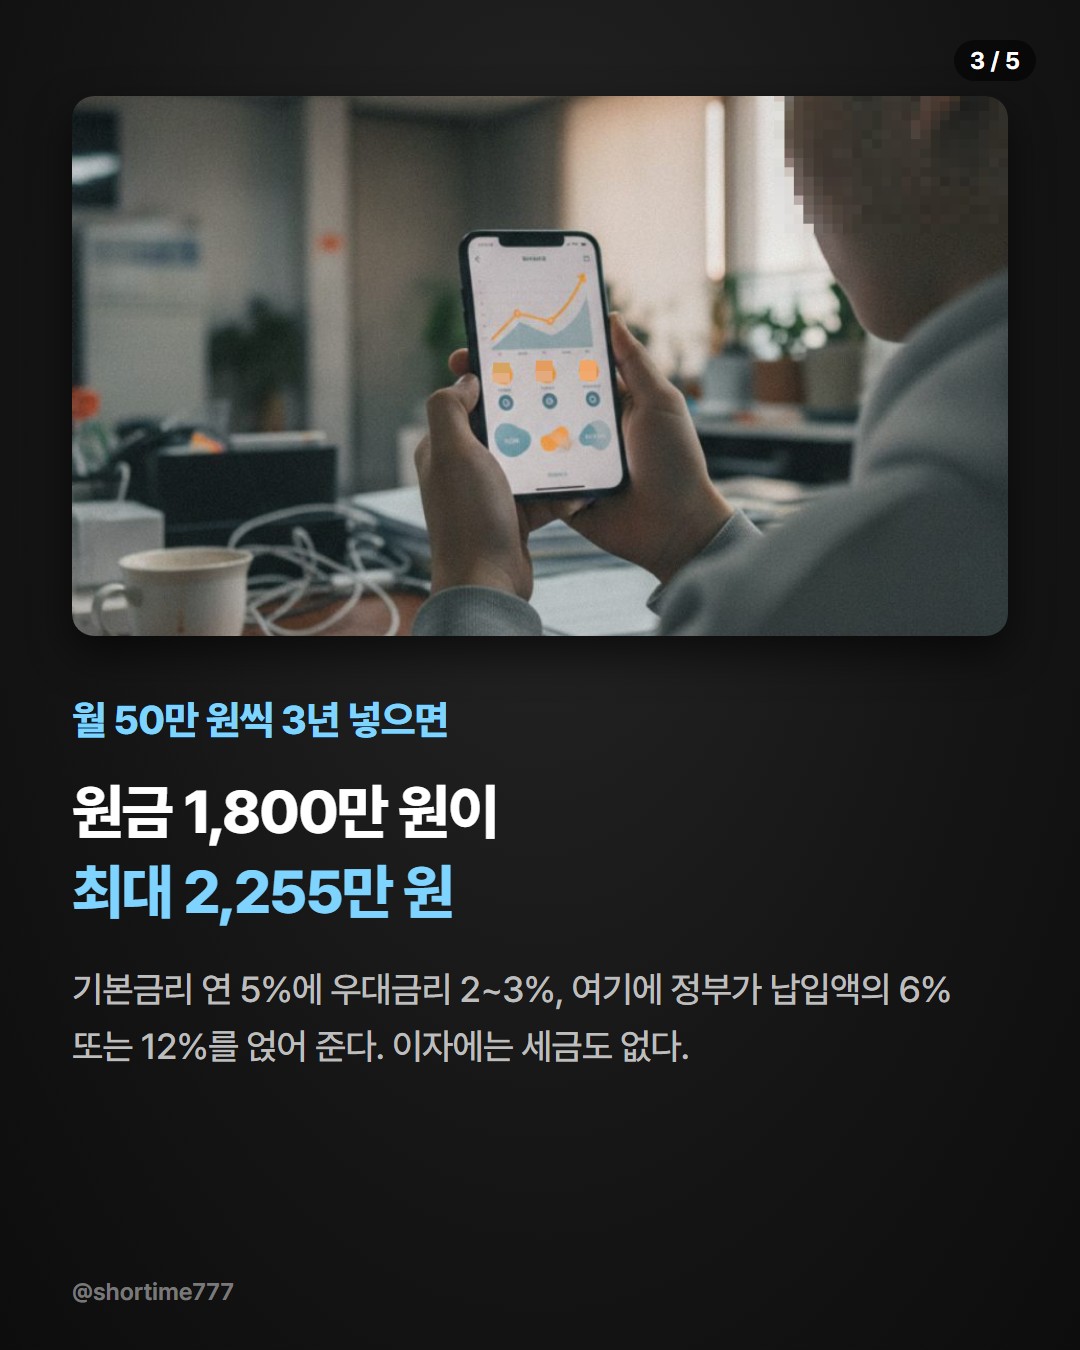 3 / 5
월 50만 원씩 3년 넣으면
원금 1,800만 원이
최대 2,255만 원
기본금리 연 5%에 우대금리 2~3%, 여기에 정부가 납입액의 6%
또는 12%를 얹어 준다. 이자에는 세금도 없다.
@shortime777